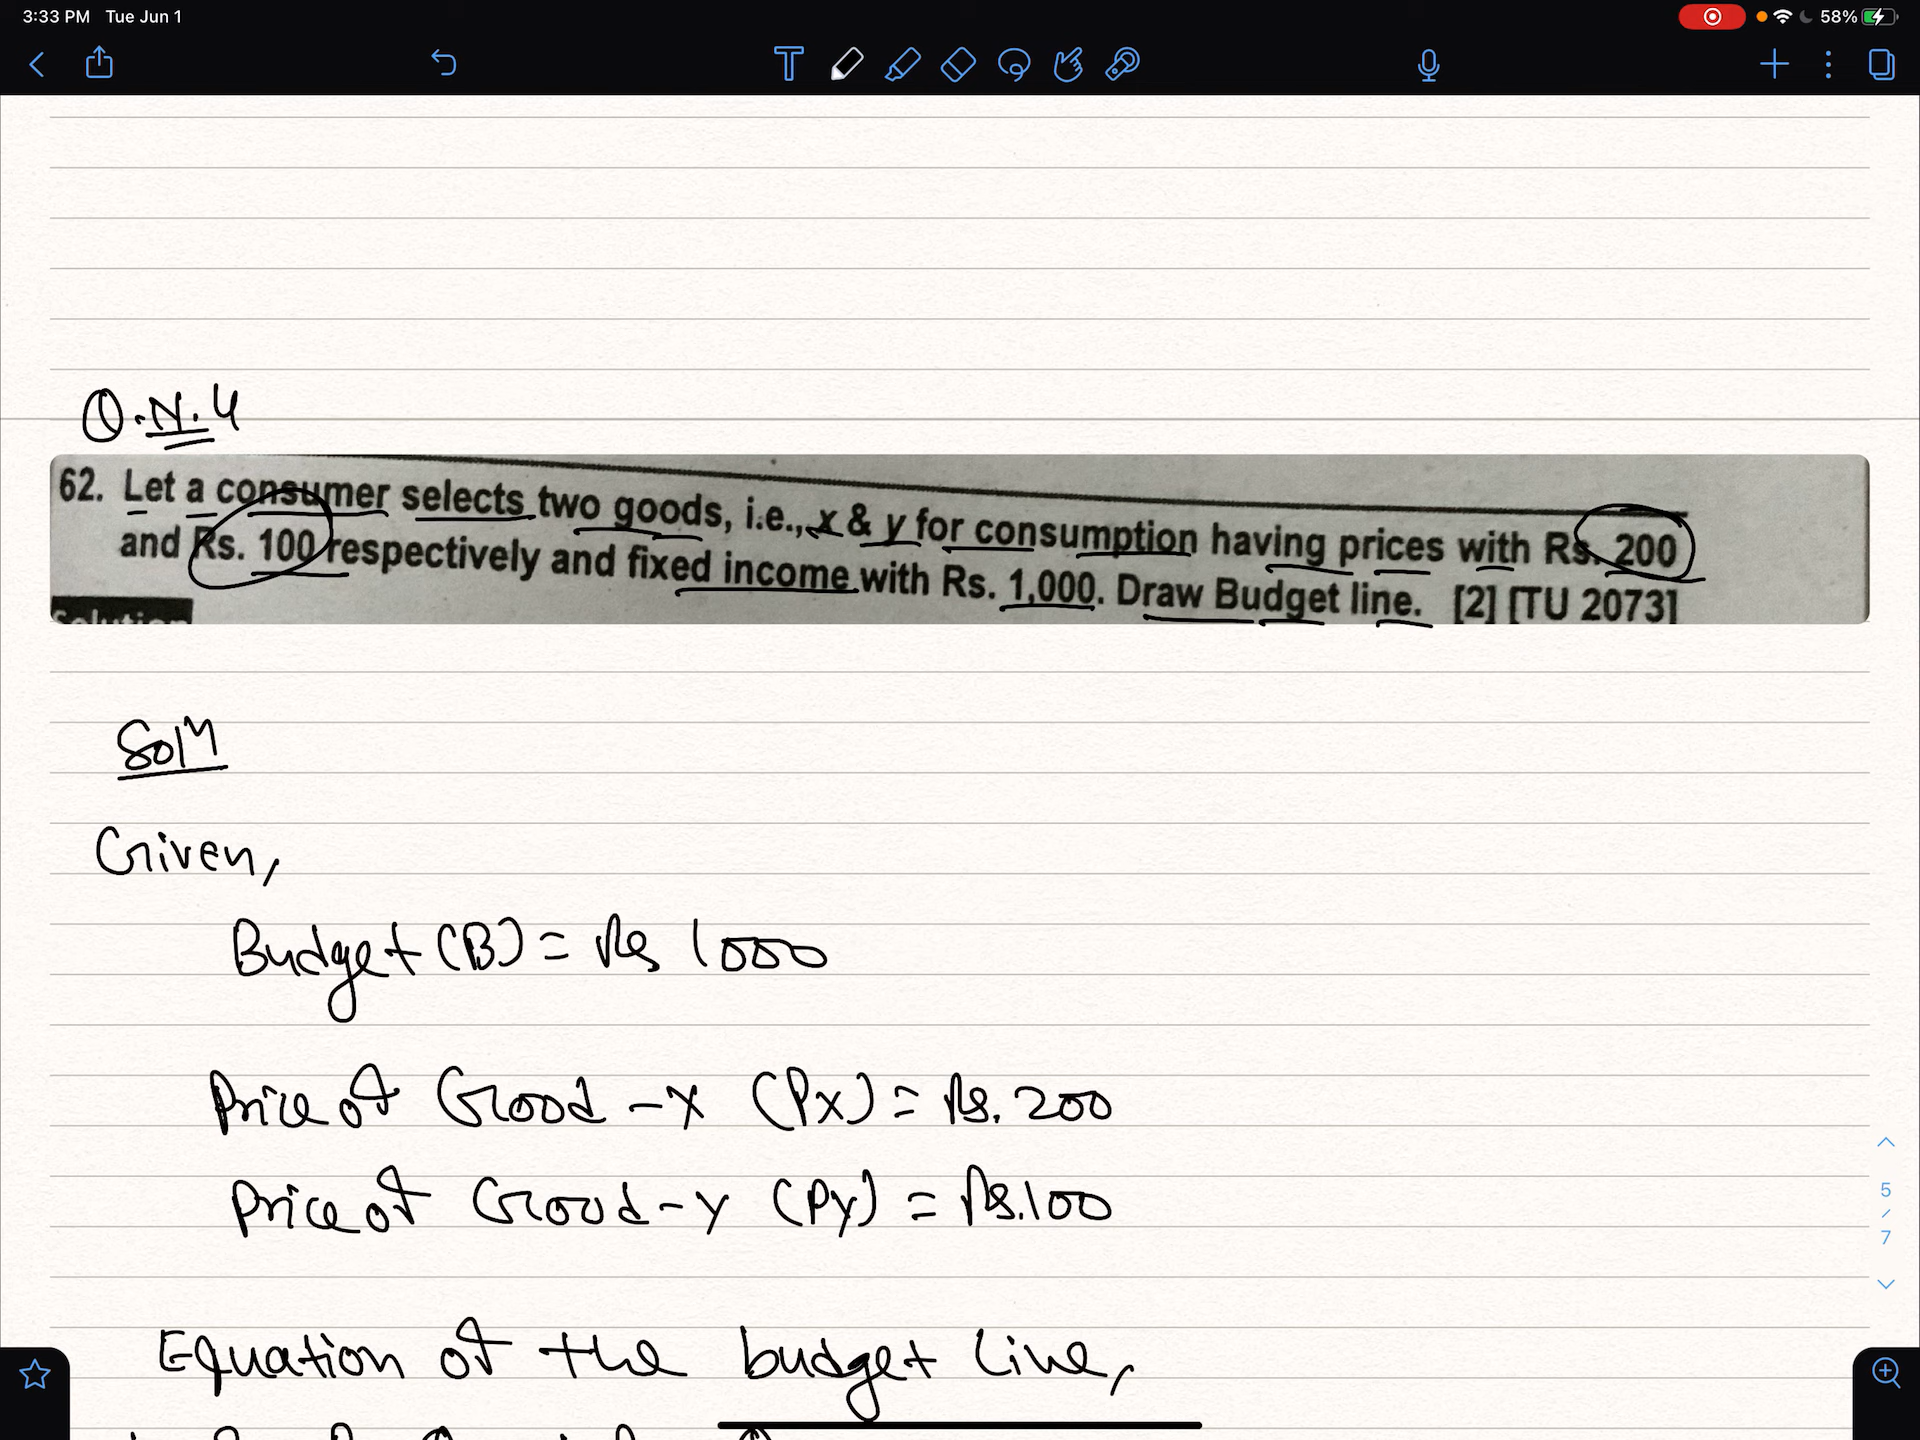 3:33 PM Tue Jun 1
58%
Q.N.4
62. Let a consumer selects two goods, i.e., x & y for consumption having prices with Rs. 200
and Rs. 100 respectively and fixed income with Rs. 1,000. Draw Budget line. [2] [TU 2073]
Solution
Soln
Given,
Budget (B) = Rs 1000
Price of Good - X (Px) = Rs. 200
Price of Good - Y (Py) = Rs. 100
5
/
7
Equation of the budget line,